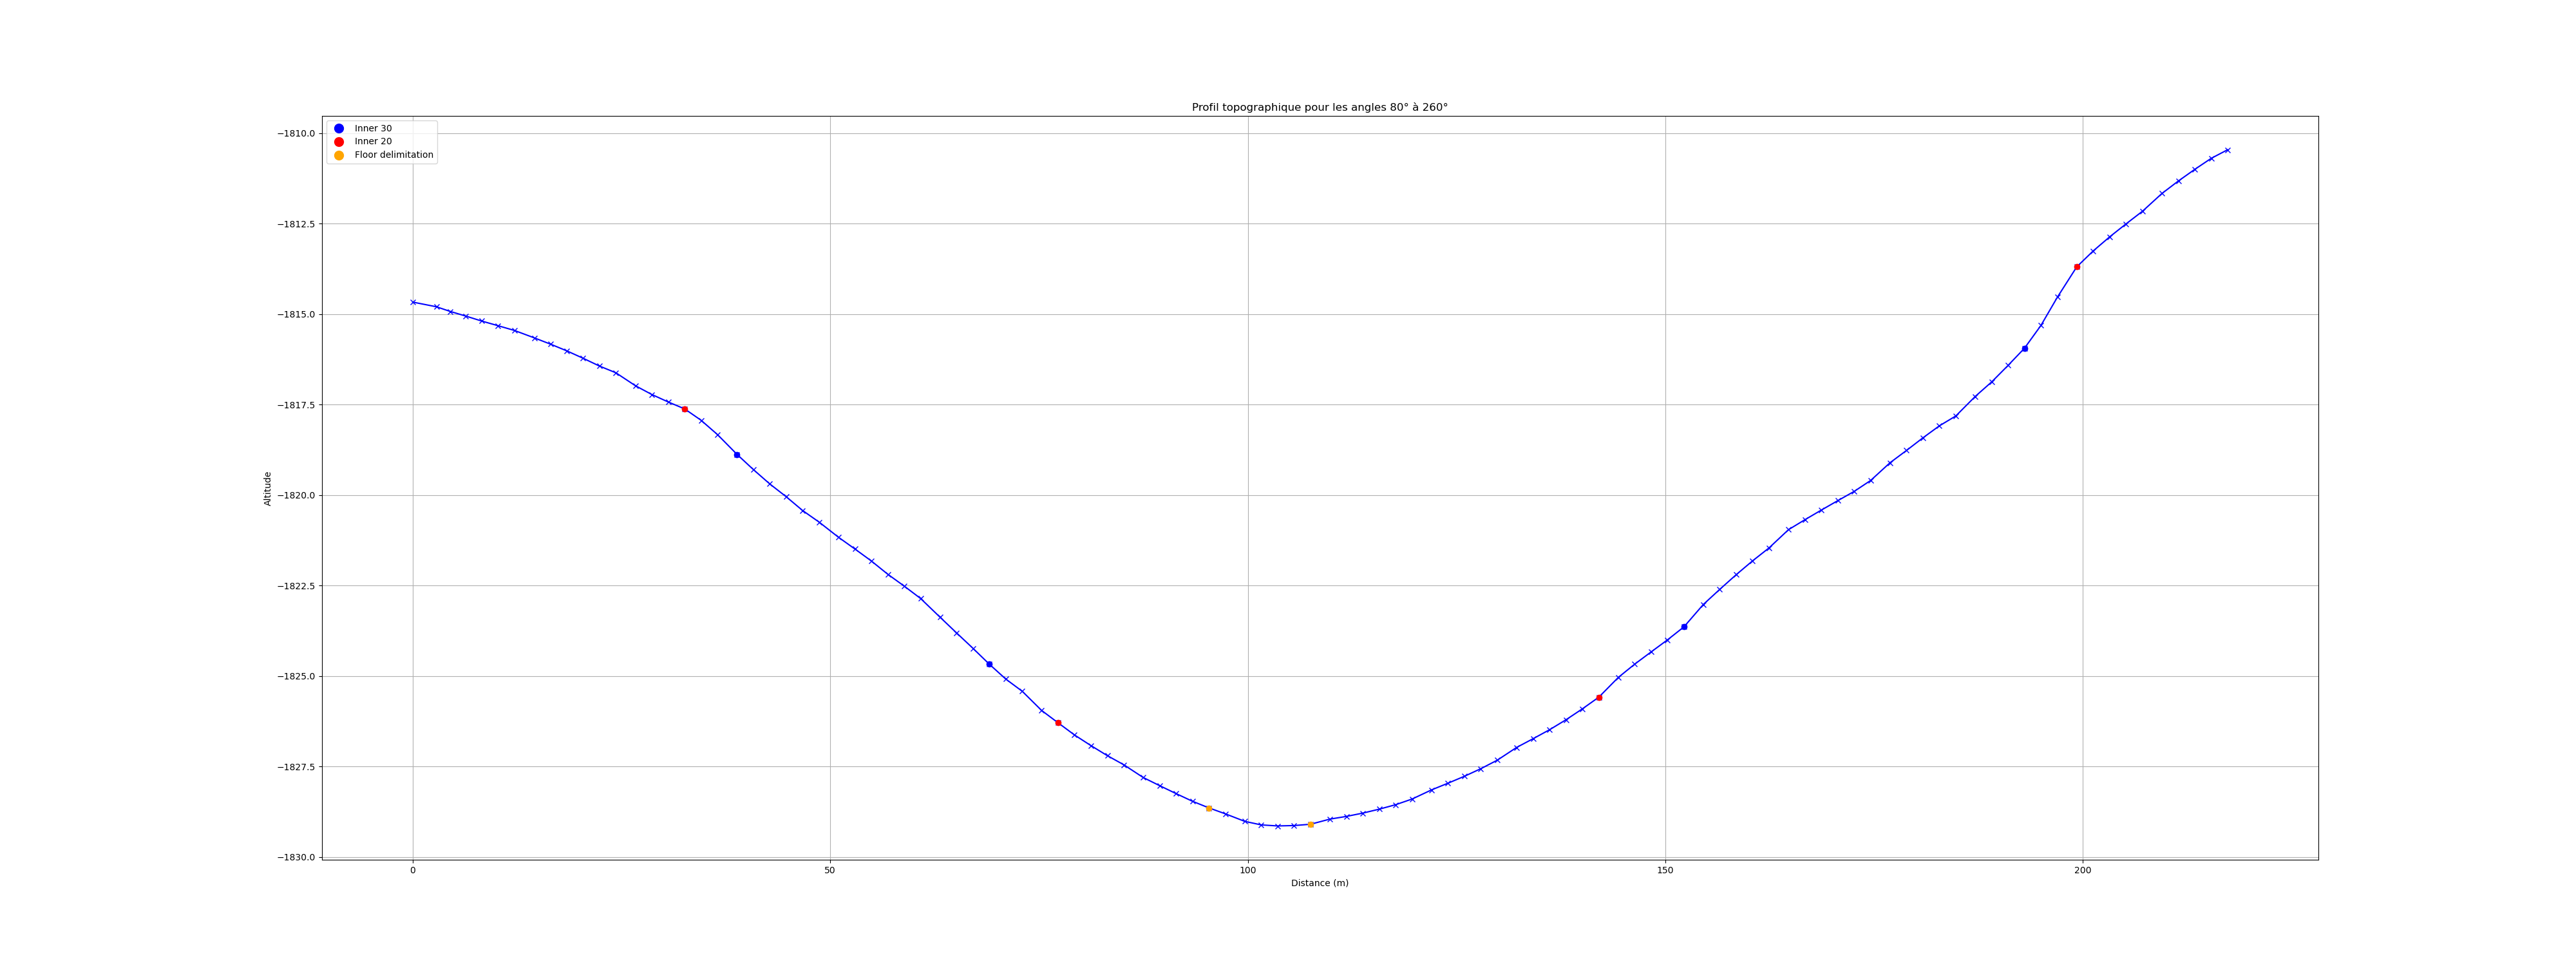 Profil topographique pour les angles 80° à 260°
Inner 30
Inner 20
Floor delimitation
−1810.0
−1812.5
−1815.0
−1817.5
−1820.0
−1822.5
−1825.0
−1827.5
−1830.0
Altitude
0 50 100 150 200
Distance (m)